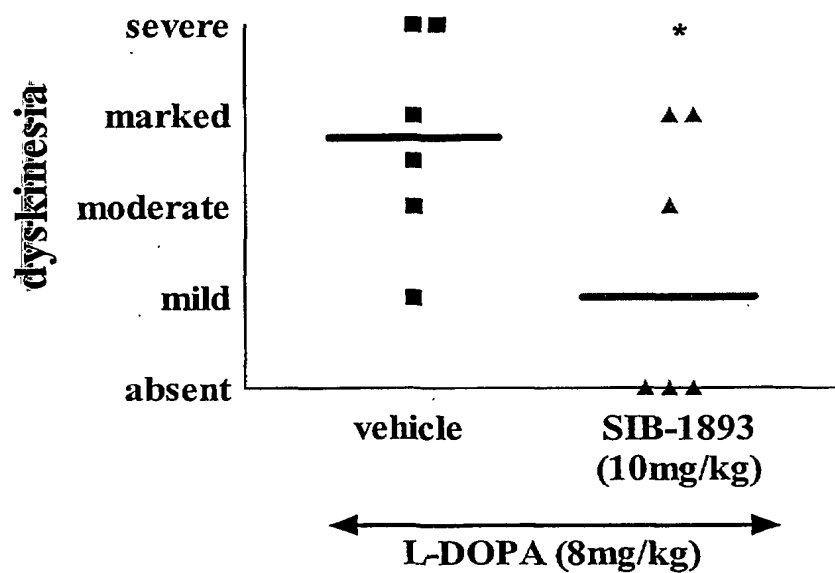 severe
*
marked
moderate
mild
absent
dyskinesia
vehicle
SIB-1893
(10mg/kg)
L-DOPA (8mg/kg)